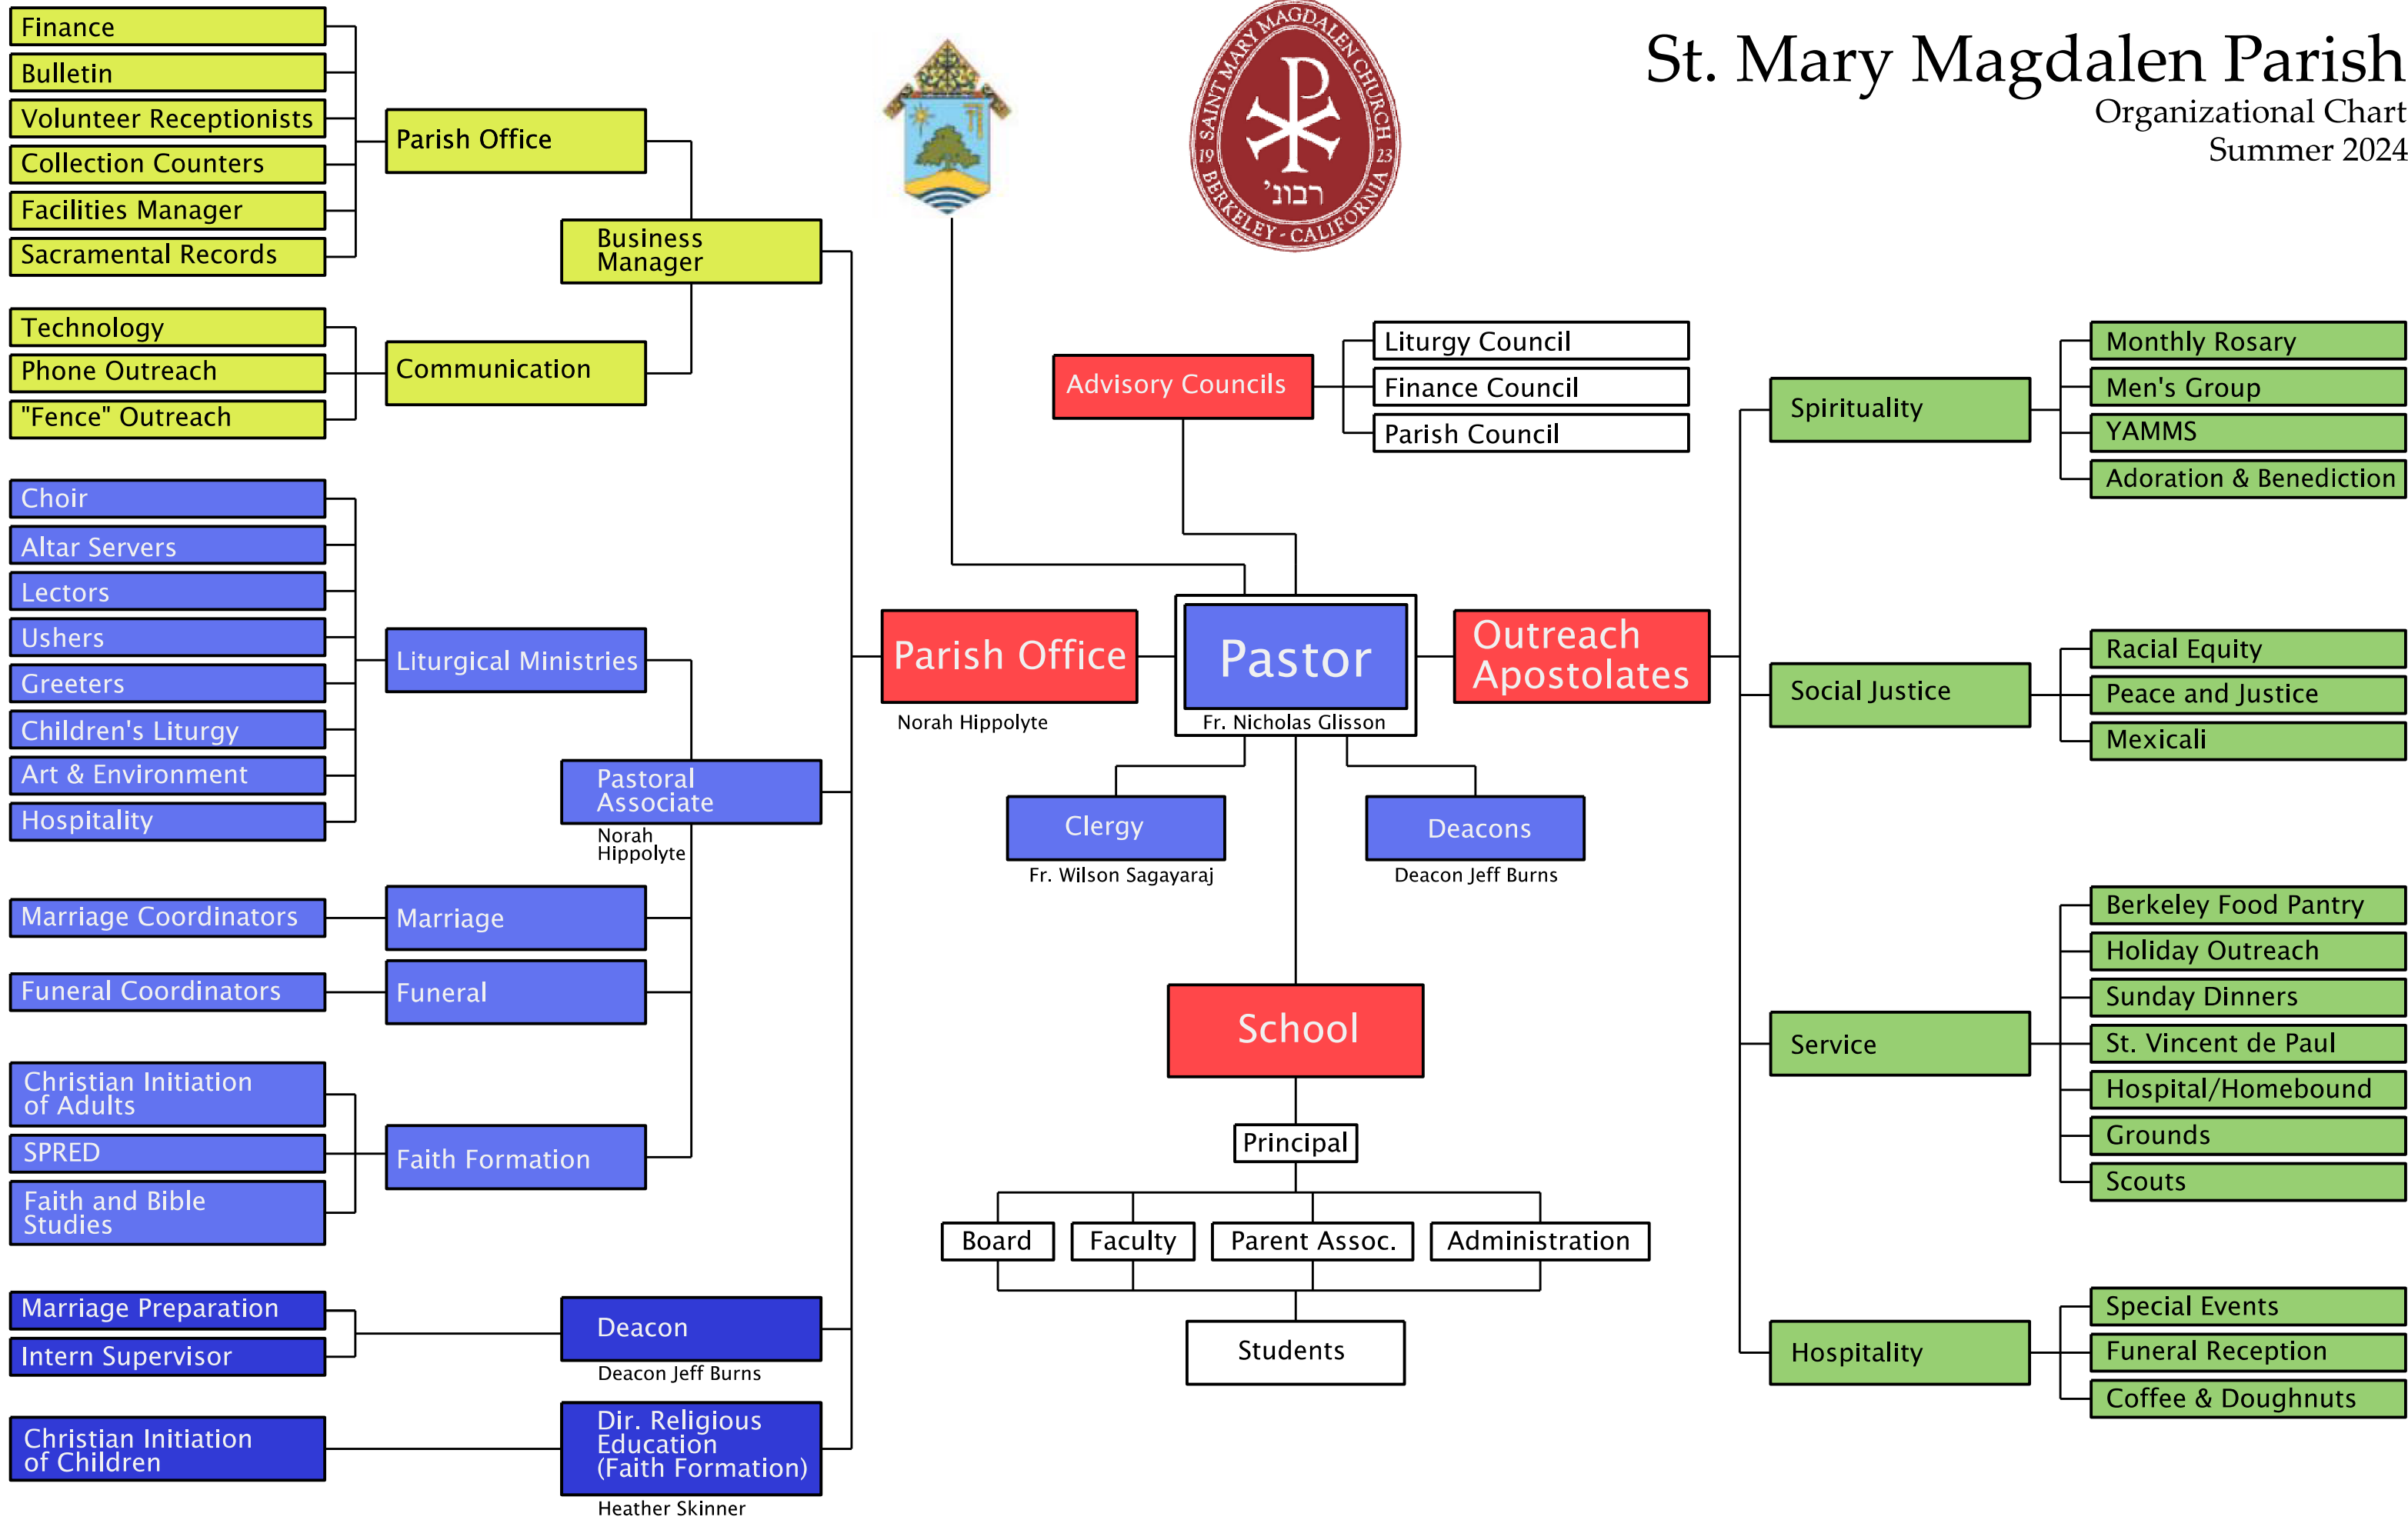 St. Mary Magdalen Parish
Organizational Chart
Summer 2024
SAINT MARY MAGDALEN CHURCH
19 23
רבוני
BERKELEY - CALIFORNIA
Finance
Bulletin
Volunteer Receptionists
Collection Counters
Facilities Manager
Sacramental Records
Parish Office
Business
Manager
Technology
Phone Outreach
"Fence" Outreach
Communication
Choir
Altar Servers
Lectors
Ushers
Greeters
Children's Liturgy
Art & Environment
Hospitality
Liturgical Ministries
Pastoral
Associate
Norah
Hippolyte
Marriage Coordinators
Marriage
Funeral Coordinators
Funeral
Christian Initiation
of Adults
SPRED
Faith and Bible
Studies
Faith Formation
Marriage Preparation
Intern Supervisor
Deacon
Deacon Jeff Burns
Christian Initiation
of Children
Dir. Religious
Education
(Faith Formation)
Heather Skinner
Advisory Councils
Liturgy Council
Finance Council
Parish Council
Parish Office
Norah Hippolyte
Pastor
Fr. Nicholas Glisson
Outreach
Apostolates
Clergy
Fr. Wilson Sagayaraj
Deacons
Deacon Jeff Burns
School
Principal
Board
Faculty
Parent Assoc.
Administration
Students
Spirituality
Monthly Rosary
Men's Group
YAMMS
Adoration & Benediction
Social Justice
Racial Equity
Peace and Justice
Mexicali
Service
Berkeley Food Pantry
Holiday Outreach
Sunday Dinners
St. Vincent de Paul
Hospital/Homebound
Grounds
Scouts
Hospitality
Special Events
Funeral Reception
Coffee & Doughnuts